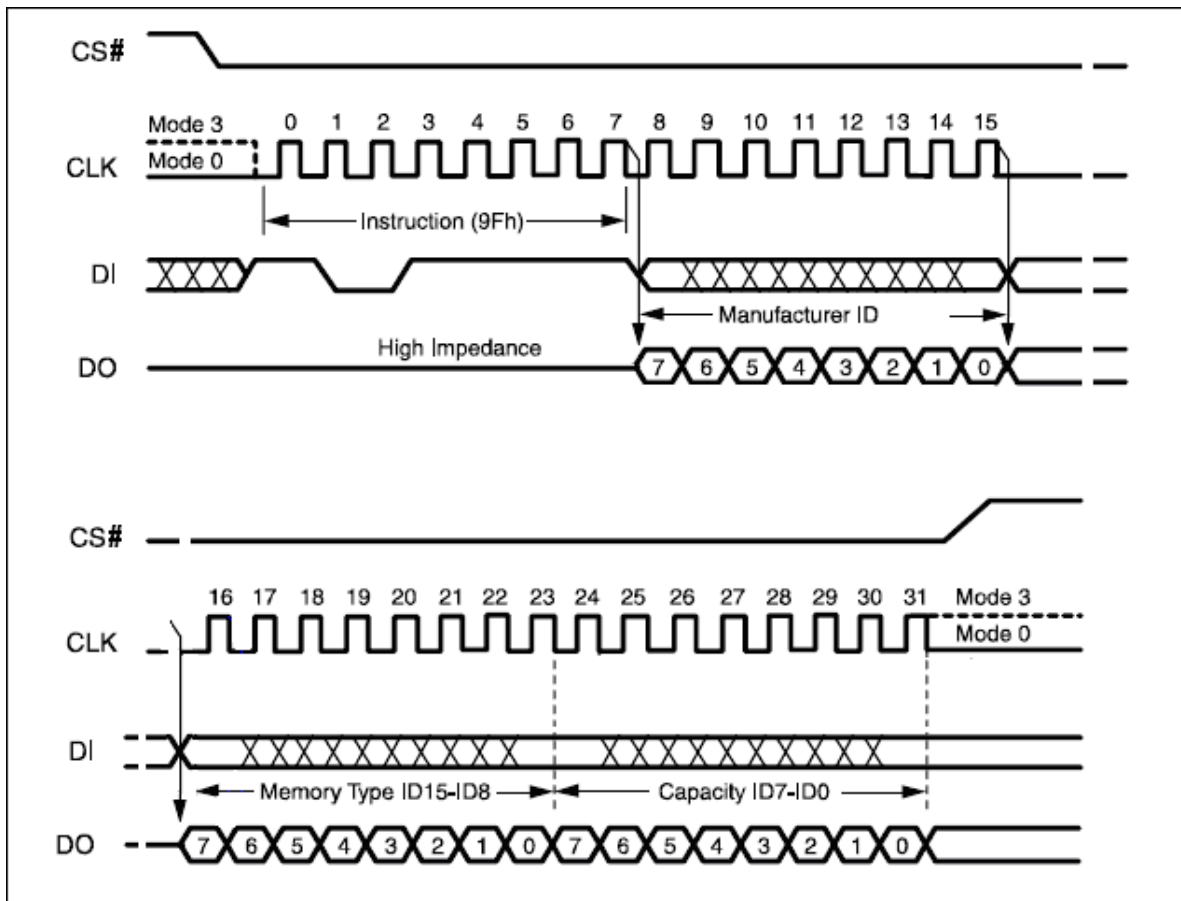 CS#
Mode 3
Mode 0
CLK
0 1 2 3 4 5 6 7 8 9 10 11 12 13 14 15
Instruction (9Fh)
DI
Manufacturer ID
High Impedance
DO
7 6 5 4 3 2 1 0
CS#
16 17 18 19 20 21 22 23 24 25 26 27 28 29 30 31
Mode 3
Mode 0
CLK
DI
Memory Type ID15-ID8
Capacity ID7-ID0
DO
7 6 5 4 3 2 1 0 7 6 5 4 3 2 1 0